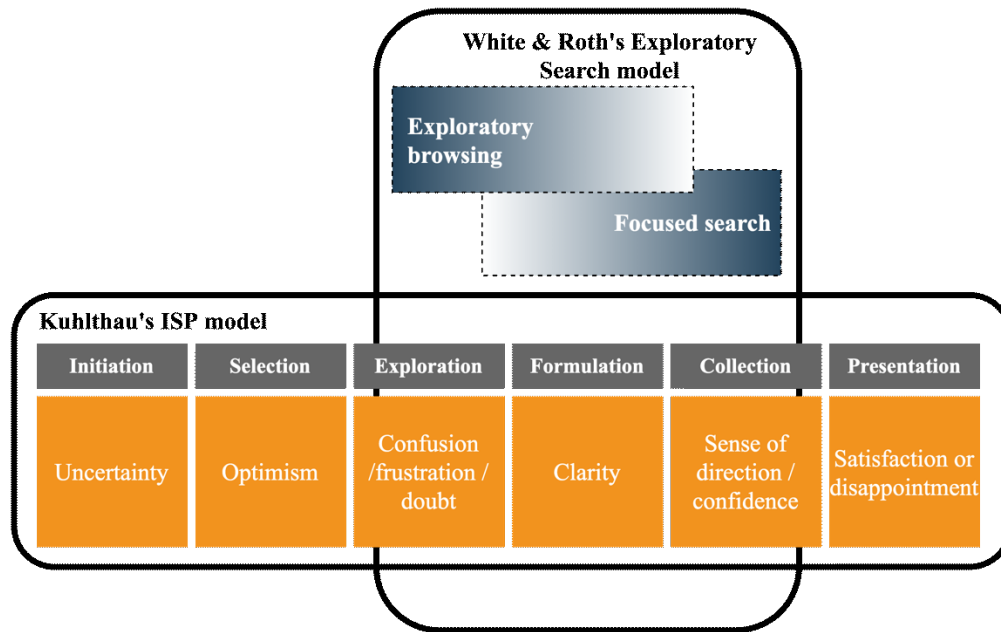 White & Roth's Exploratory
Search model
Exploratory
browsing
Focused search
Kuhlthau's ISP model
Initiation
Selection
Exploration
Formulation
Collection
Presentation
Uncertainty
Optimism
Confusion
/frustration /
doubt
Clarity
Sense of
direction /
confidence
Satisfaction or
disappointment